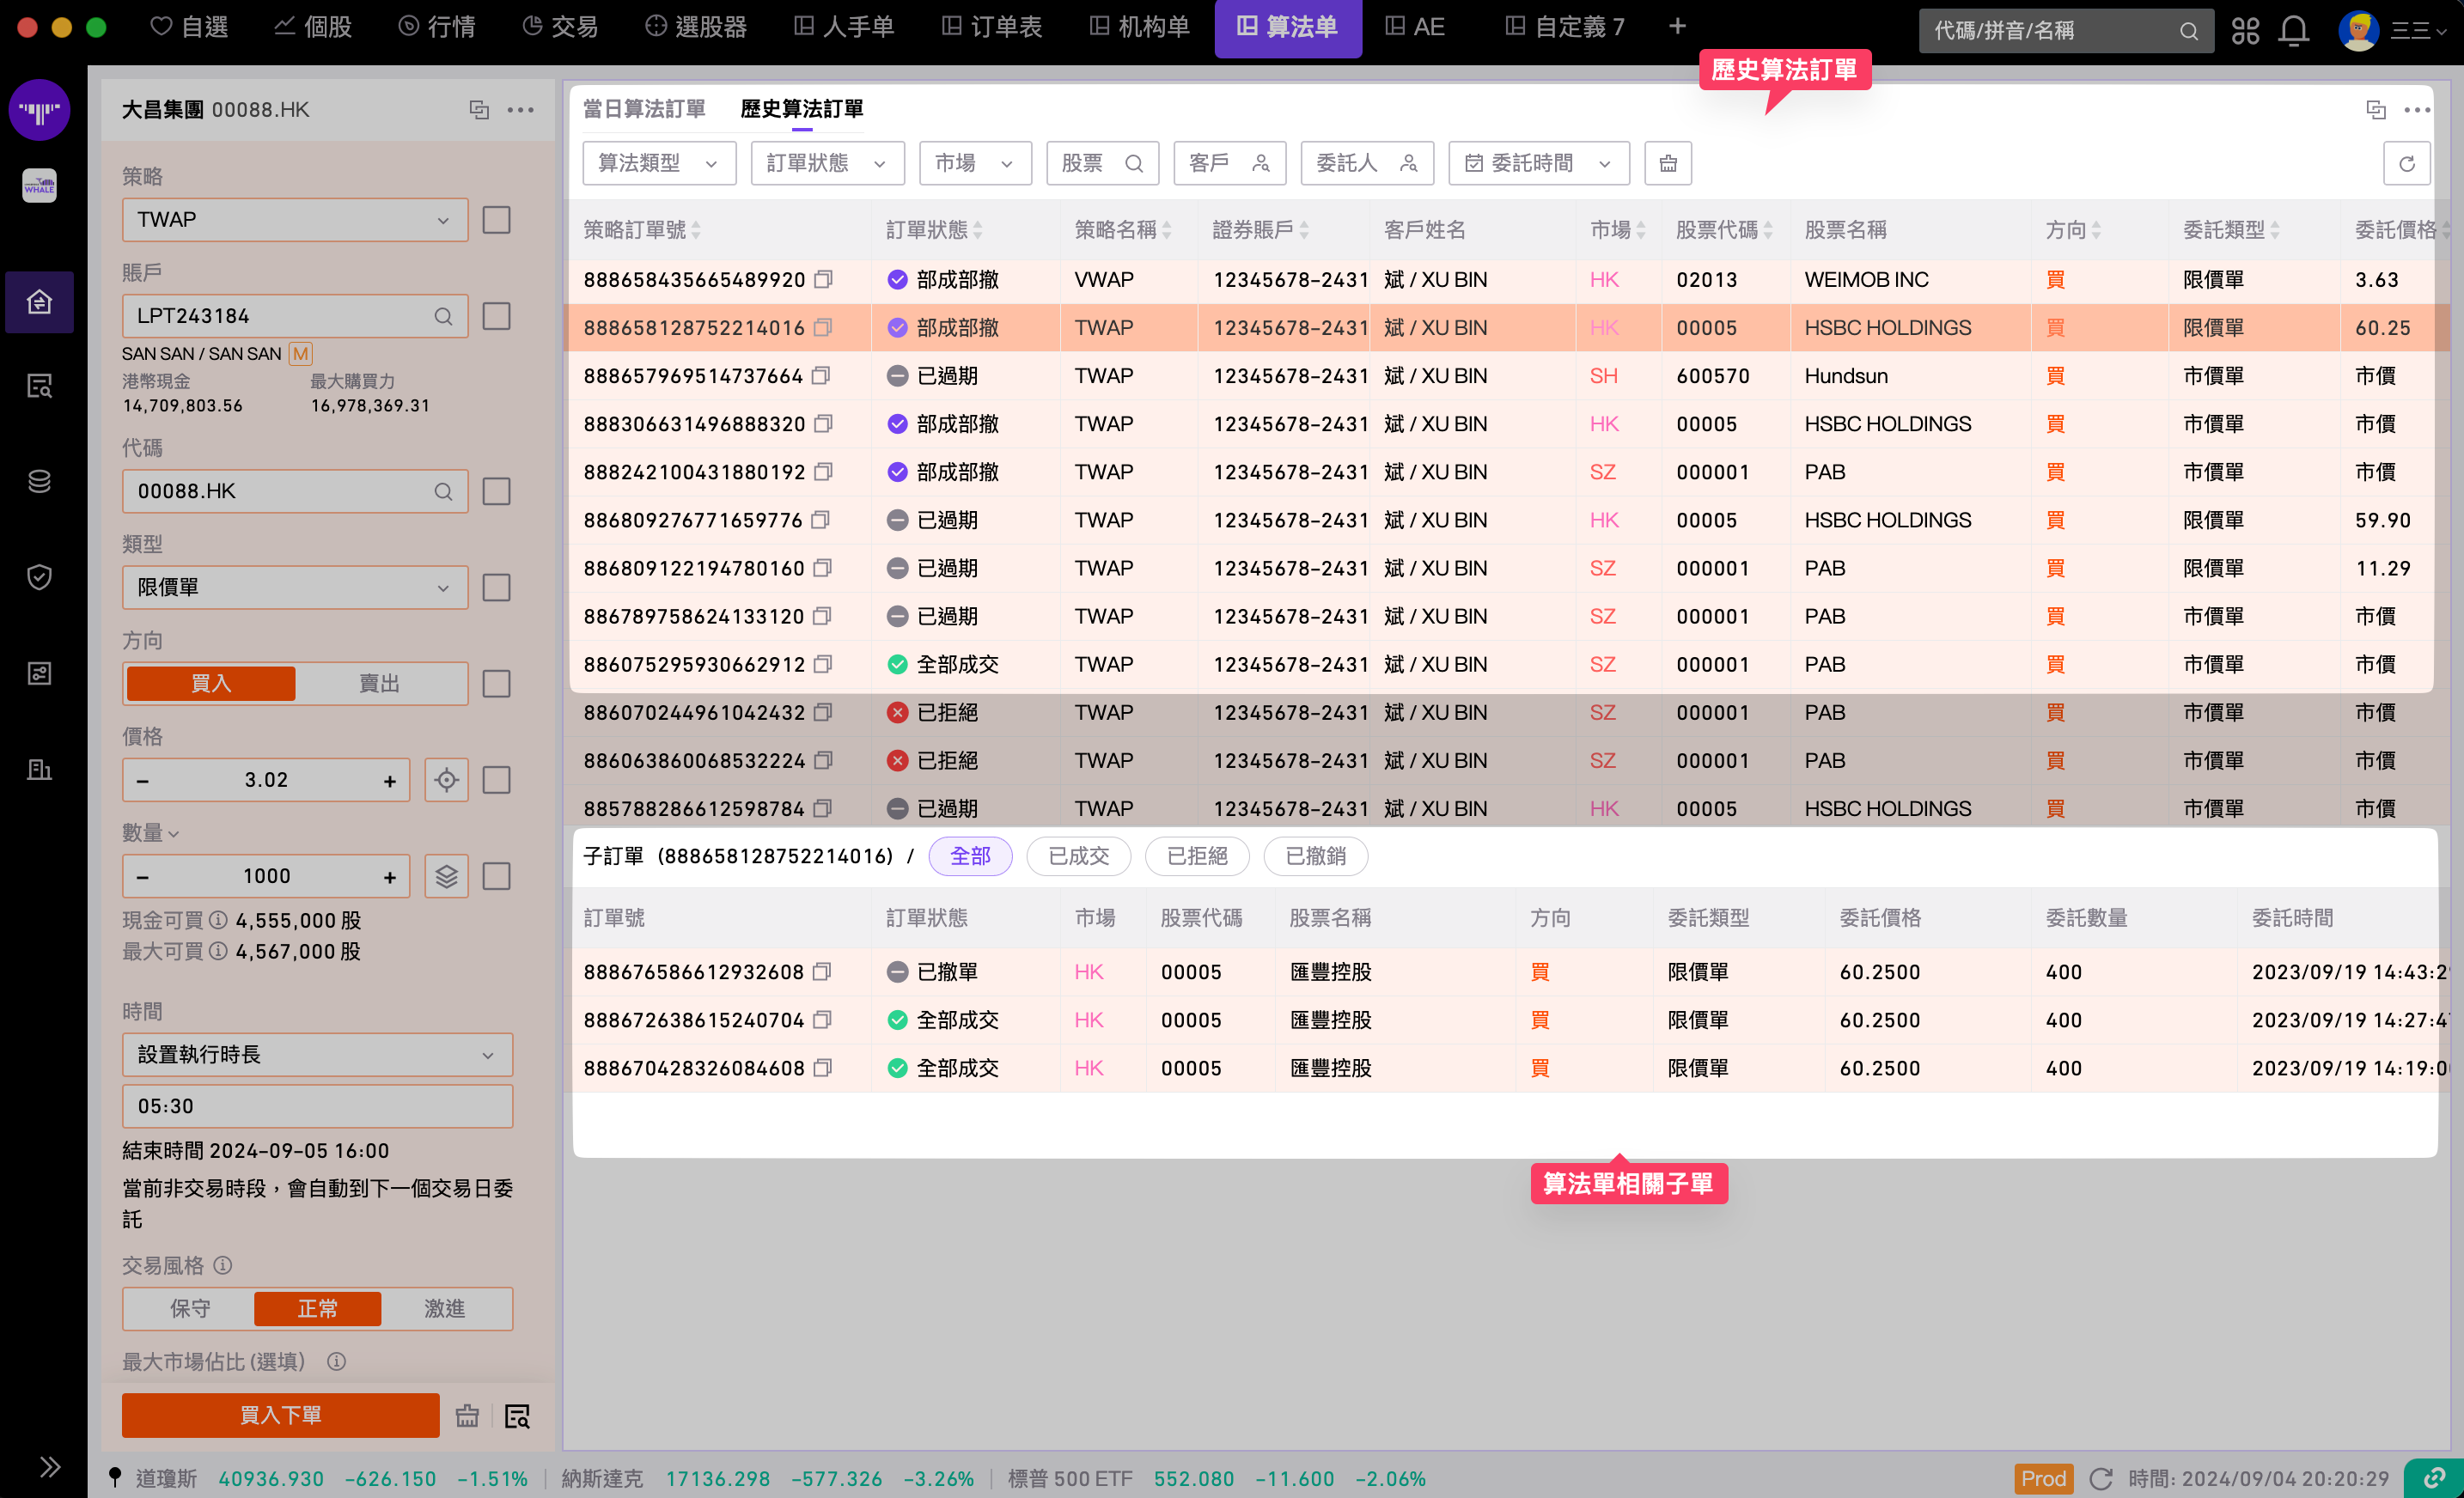 自選 個股 行情 交易 選股器 人手单 订单表 机构单 算法单 AE 自定義 7 +
代碼/拼音/名稱
三三
歷史算法訂單
WHALE
大昌集團 00088.HK
策略
TWAP
賬戶
LPT243184
SAN SAN / SAN SAN M
港幣現金 最大購買力
14,709,803.56 16,978,369.31
代碼
00088.HK
類型
限價單
方向
買入 賣出
價格
− 3.02 +
數量
− 1000 +
現金可買 4,555,000 股
最大可買 4,567,000 股
時間
設置執行時長
05:30
結束時間 2024-09-05 16:00
當前非交易時段，會自動到下一個交易日委
託
交易風格
保守 正常 激進
最大市場佔比 (選填)
買入下單
當日算法訂單 歷史算法訂單
算法類型 訂單狀態 市場 股票 客戶 委託人 委託時間
策略訂單號 訂單狀態 策略名稱 證券賬戶 客戶姓名 市場 股票代碼 股票名稱 方向 委託類型 委託價格
888658435665489920 部成部撤 VWAP 12345678-2431 斌 / XU BIN HK 02013 WEIMOB INC 買 限價單 3.63
888658128752214016 部成部撤 TWAP 12345678-2431 斌 / XU BIN HK 00005 HSBC HOLDINGS 買 限價單 60.25
888657969514737664 已過期 TWAP 12345678-2431 斌 / XU BIN SH 600570 Hundsun 買 市價單 市價
888306631496888320 部成部撤 TWAP 12345678-2431 斌 / XU BIN HK 00005 HSBC HOLDINGS 買 市價單 市價
888242100431880192 部成部撤 TWAP 12345678-2431 斌 / XU BIN SZ 000001 PAB 買 市價單 市價
886809276771659776 已過期 TWAP 12345678-2431 斌 / XU BIN HK 00005 HSBC HOLDINGS 買 限價單 59.90
886809122194780160 已過期 TWAP 12345678-2431 斌 / XU BIN SZ 000001 PAB 買 限價單 11.29
886789758624133120 已過期 TWAP 12345678-2431 斌 / XU BIN SZ 000001 PAB 買 市價單 市價
886075295930662912 全部成交 TWAP 12345678-2431 斌 / XU BIN SZ 000001 PAB 買 市價單 市價
886070244961042432 已拒絕 TWAP 12345678-2431 斌 / XU BIN SZ 000001 PAB 買 市價單 市價
886063860068532224 已拒絕 TWAP 12345678-2431 斌 / XU BIN SZ 000001 PAB 買 市價單 市價
885788286612598784 已過期 TWAP 12345678-2431 斌 / XU BIN HK 00005 HSBC HOLDINGS 買 市價單 市價
子訂單 (888658128752214016) / 全部 已成交 已拒絕 已撤銷
訂單號 訂單狀態 市場 股票代碼 股票名稱 方向 委託類型 委託價格 委託數量 委託時間
888676586612932608 已撤單 HK 00005 匯豐控股 買 限價單 60.2500 400 2023/09/19 14:43:2
888672638615240704 全部成交 HK 00005 匯豐控股 買 限價單 60.2500 400 2023/09/19 14:27:4
888670428326084608 全部成交 HK 00005 匯豐控股 買 限價單 60.2500 400 2023/09/19 14:19:0
算法單相關子單
道瓊斯 40936.930 -626.150 -1.51% 納斯達克 17136.298 -577.326 -3.26% 標普 500 ETF 552.080 -11.600 -2.06%
Prod 時間: 2024/09/04 20:20:29